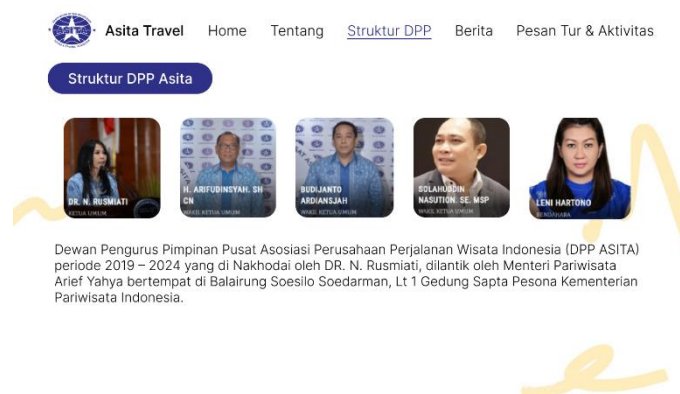 ASITA
Asita Travel Home Tentang Struktur DPP Berita Pesan Tur & Aktivitas
Struktur DPP Asita
DR. N. RUSMIATI
KETUA UMUM
H. ARIFUDINSYAH. SH
CN
WAKIL KETUA UMUM
BUDIJANTO
ARDIANSJAH
WAKIL KETUA UMUM
SOLAHUDDIN
NASUTION. SE. MSP
WAKIL KETUA UMUM
LENI HARTONO
BENDAHARA
Dewan Pengurus Pimpinan Pusat Asosiasi Perusahaan Perjalanan Wisata Indonesia (DPP ASITA)
periode 2019 – 2024 yang di Nakhodai oleh DR. N. Rusmiati, dilantik oleh Menteri Pariwisata
Arief Yahya bertempat di Balairung Soesilo Soedarman, Lt 1 Gedung Sapta Pesona Kementerian
Pariwisata Indonesia.